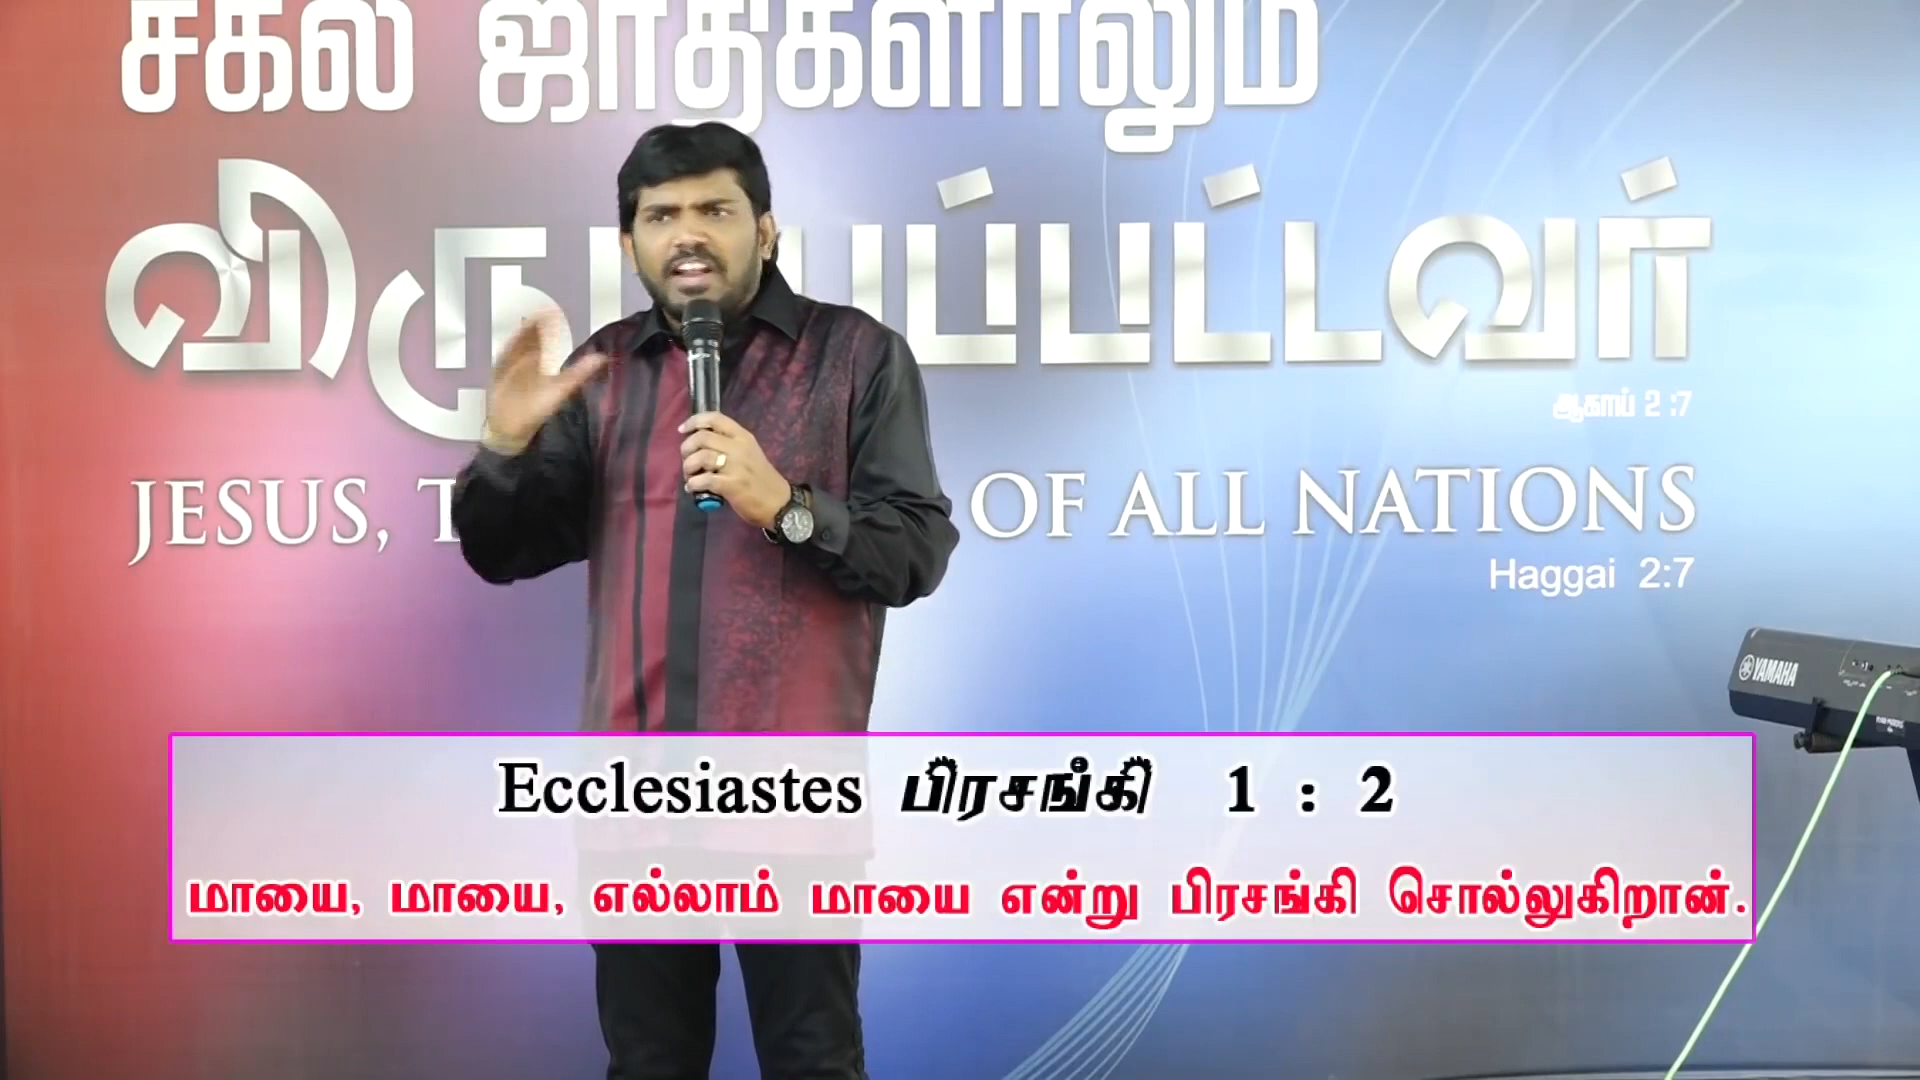 சகல ஜாதிகளாலும்
ஆகாய் 2 :7
JESUS, OF ALL NATIONS
Haggai 2:7
YAMAHA
Ecclesiastes பிரசங்கி 1 : 2
மாயை, மாயை, எல்லாம் மாயை என்று பிரசங்கி சொல்லுகிறான்.